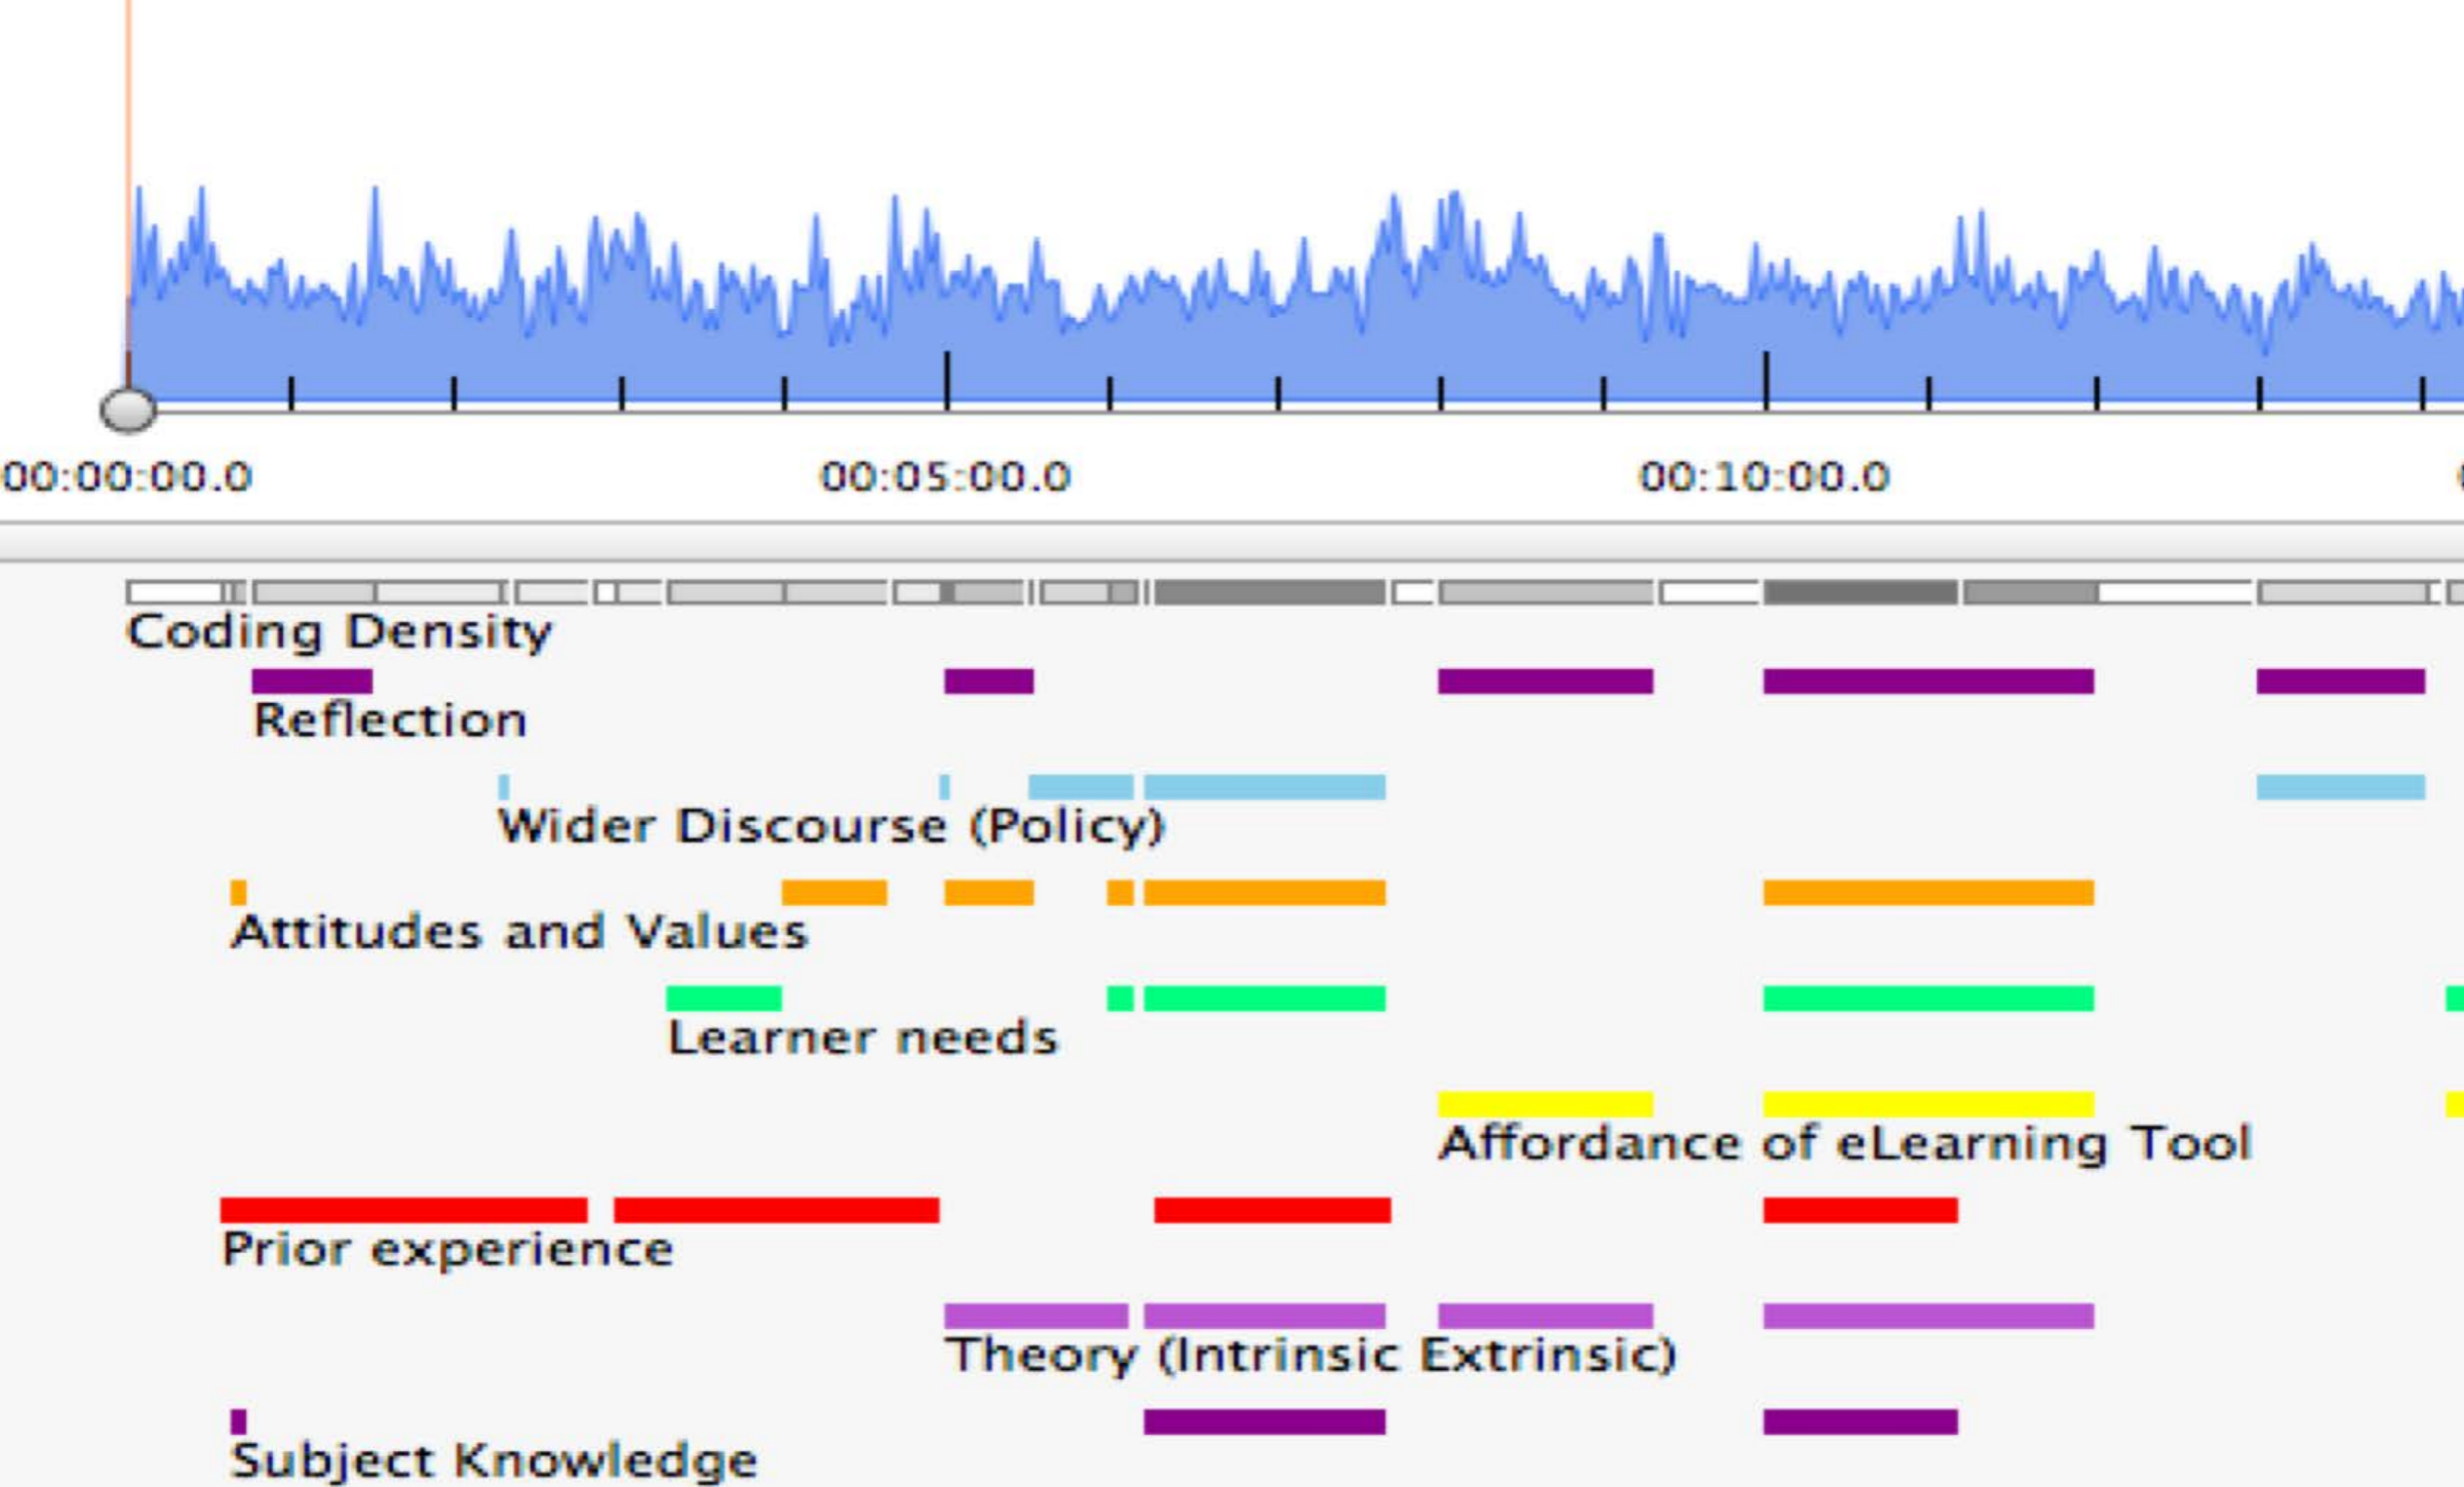 00:00:00.0 00:05:00.0 00:10:00.0
Coding Density
Reflection
Wider Discourse (Policy)
Attitudes and Values
Learner needs
Affordance of eLearning Tool
Prior experience
Theory (Intrinsic Extrinsic)
Subject Knowledge